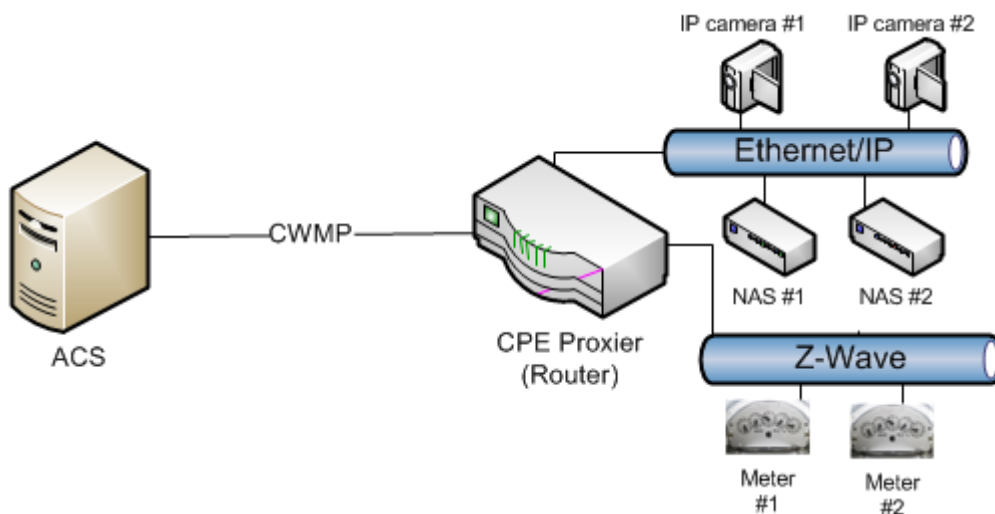 IP camera #1
IP camera #2
Ethernet/IP
CWMP
NAS #1
NAS #2
ACS
CPE Proxier
(Router)
Z-Wave
Meter
#1
Meter
#2